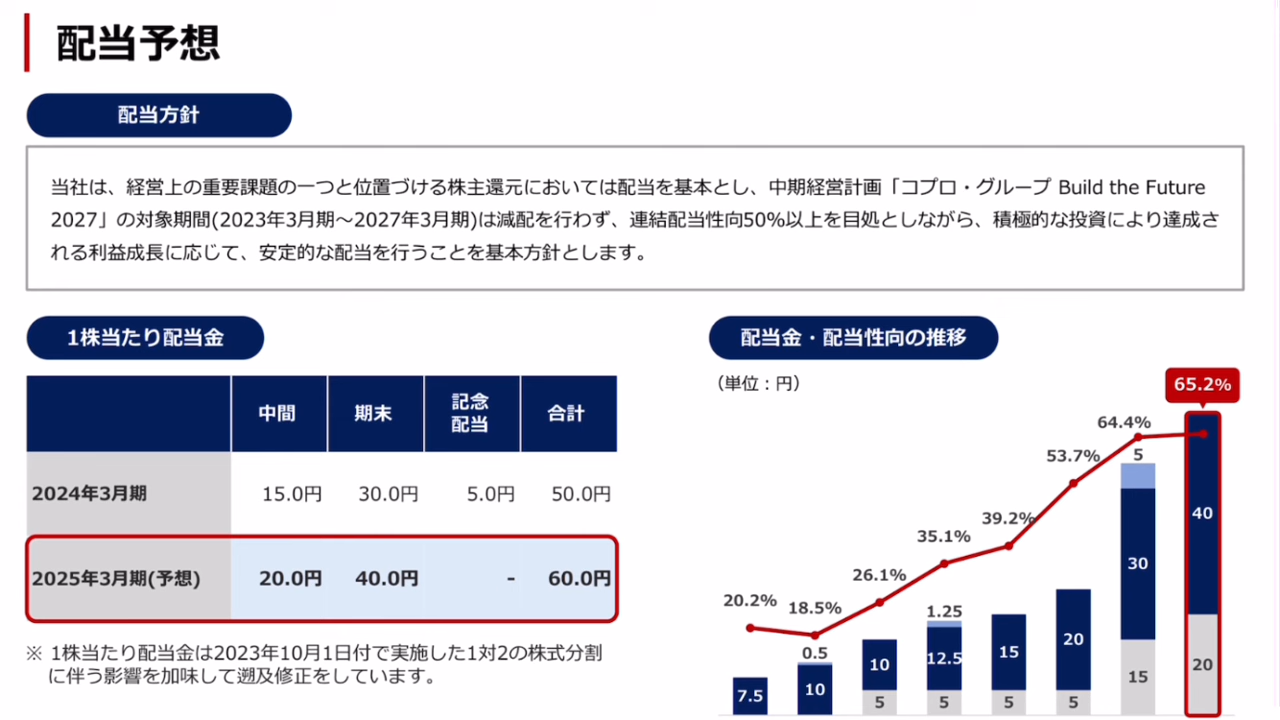 配当予想
配当方針
当社は、経営上の重要課題の一つと位置づける株主還元においては配当を基本とし、中期経営計画「コプロ・グループ Build the Future
2027」の対象期間(2023年3月期～2027年3月期)は減配を行わず、連結配当性向50%以上を目処としながら、積極的な投資により達成さ
れる利益成長に応じて、安定的な配当を行うことを基本方針とします。
1株当たり配当金
中間 期末 記念配当 合計
2024年3月期 15.0円 30.0円 5.0円 50.0円
2025年3月期(予想) 20.0円 40.0円 - 60.0円
※ 1株当たり配当金は2023年10月1日付で実施した1対2の株式分割
に伴う影響を加味して遡及修正をしています。
配当金・配当性向の推移
（単位：円）
20.2% 18.5% 26.1% 35.1% 39.2% 53.7% 64.4% 65.2%
0.5 1.25 5
7.5 10 10 12.5 15 20 30 40
5 5 5 5 15 20